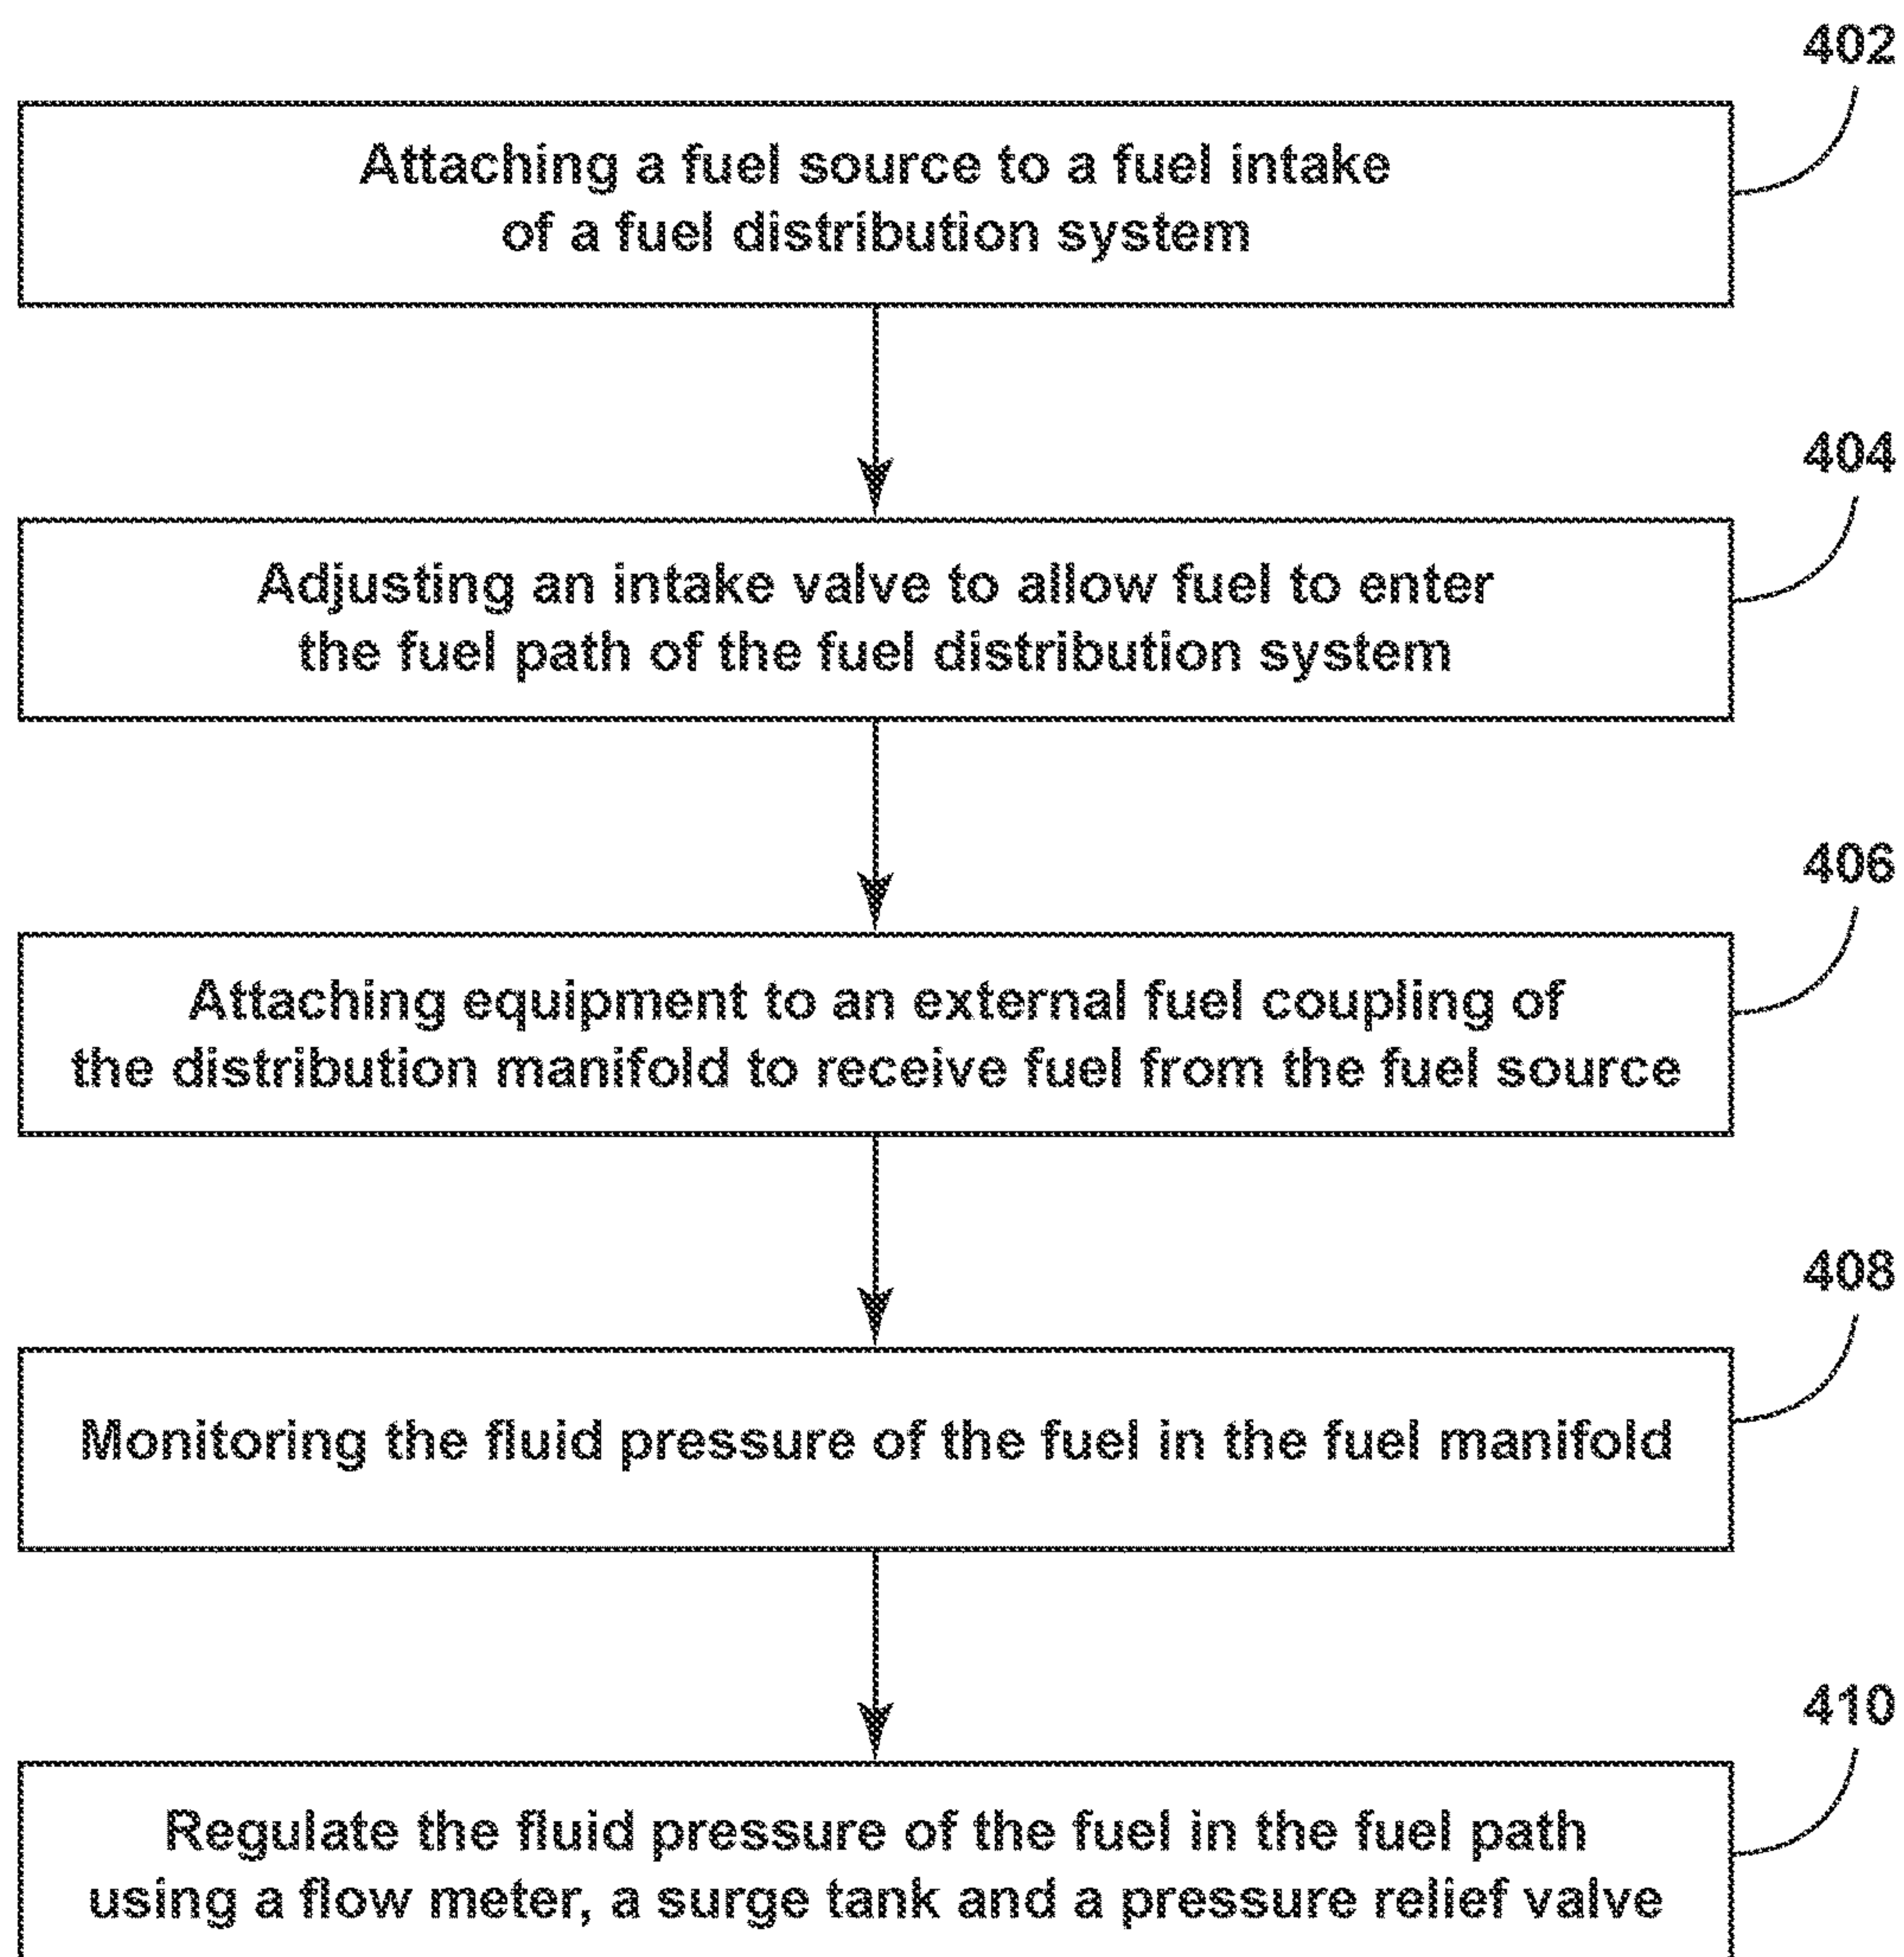 402
Attaching a fuel source to a fuel intake
of a fuel distribution system
404
Adjusting an intake valve to allow fuel to enter
the fuel path of the fuel distribution system
406
Attaching equipment to an external fuel coupling of
the distribution manifold to receive fuel from the fuel source
408
Monitoring the fluid pressure of the fuel in the fuel manifold
410
Regulate the fluid pressure of the fuel in the fuel path
using a flow meter, a surge tank and a pressure relief valve